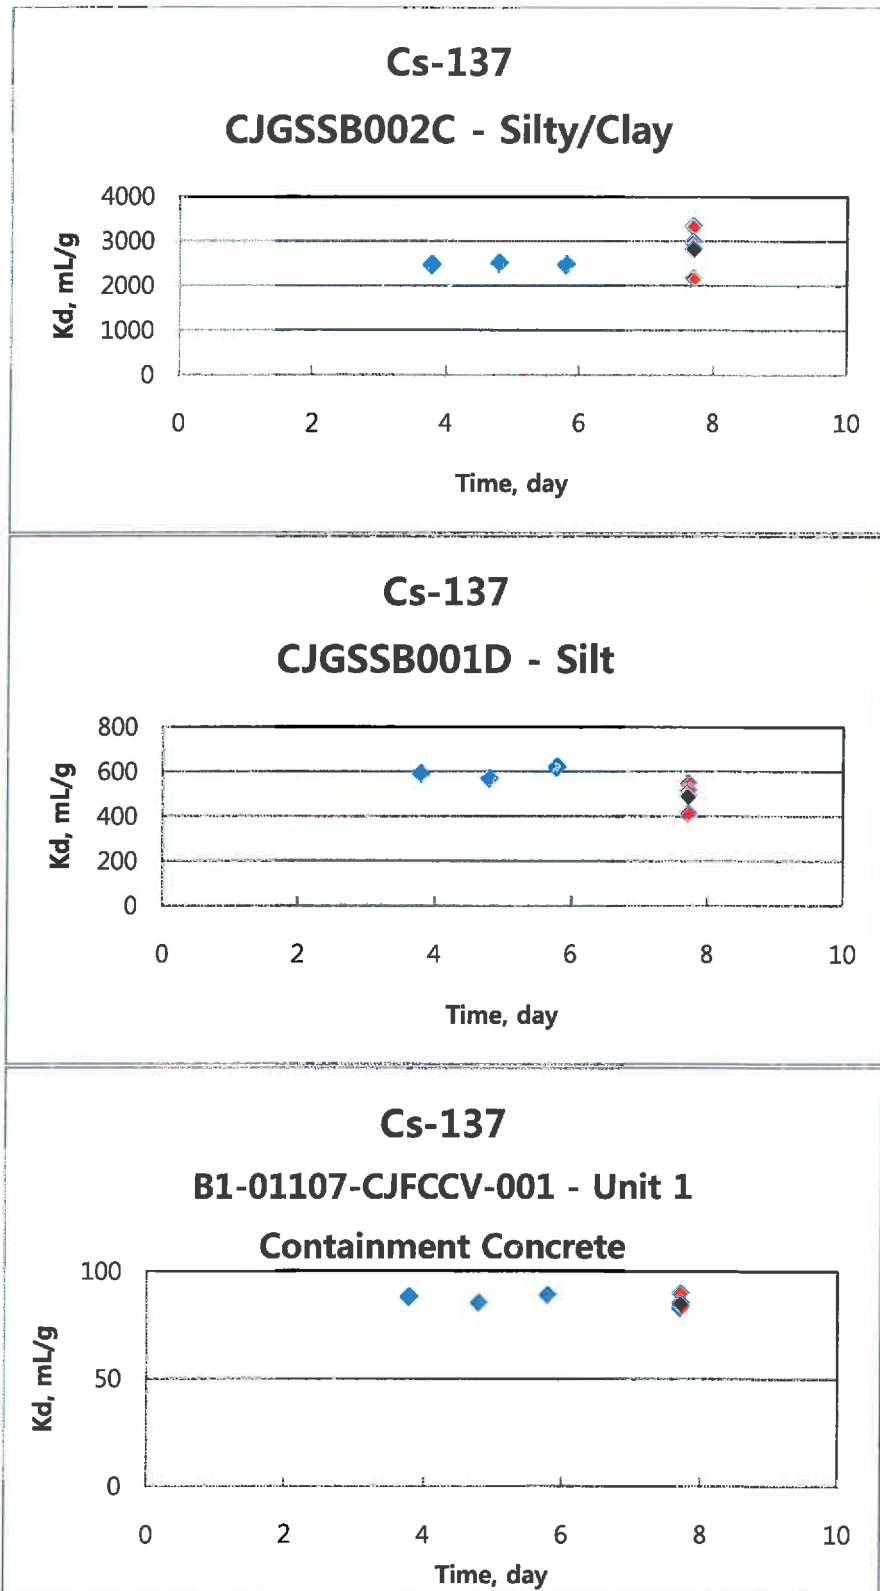 Cs-137
CJGSSB002C - Silty/Clay
4000
3000
2000
1000
0
Kd, mL/g
0 2 4 6 8 10
Time, day
Cs-137
CJGSSB001D - Silt
800
600
400
200
0
Kd, mL/g
0 2 4 6 8 10
Time, day
Cs-137
B1-01107-CJFCCV-001 - Unit 1
Containment Concrete
100
50
0
Kd, mL/g
0 2 4 6 8 10
Time, day